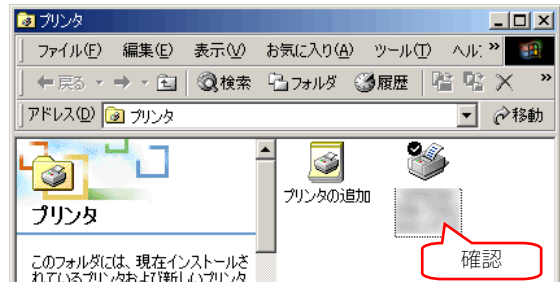 プリンタ
ファイル(F) 編集(E) 表示(V) お気に入り(A) ツール(T) ヘル: »
戻る 検索 フォルダ 履歴 »
アドレス(D) プリンタ 移動
プリンタの追加
プリンタ
確認
このフォルダには、現在インストールさ
れているプリンタおよび新しいプリンタ